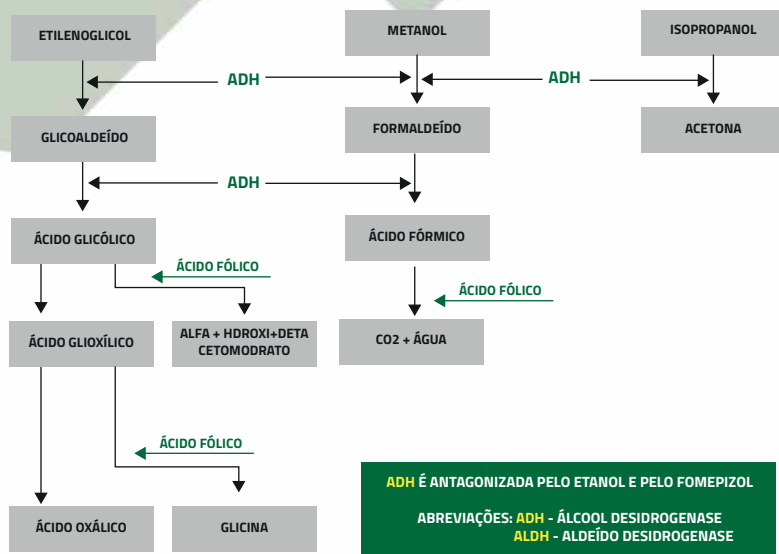 ETILENOGLICOL
METANOL
ISOPROPANOL
ADH
ADH
GLICOALDEÍDO
FORMALDEÍDO
ACETONA
ADH
ÁCIDO GLICÓLICO
ÁCIDO FÓRMICO
ÁCIDO FÓLICO
ÁCIDO FÓLICO
ÁCIDO GLIOXÍLICO
ALFA + HDROXI+DETA
CETOMODRATO
CO2 + ÁGUA
ÁCIDO FÓLICO
ÁCIDO OXÁLICO
GLICINA
ADH É ANTAGONIZADA PELO ETANOL E PELO FOMEPIZOL
ABREVIAÇÕES: ADH - ÁLCOOL DESIDROGENASE
ALDH - ALDEÍDO DESIDROGENASE